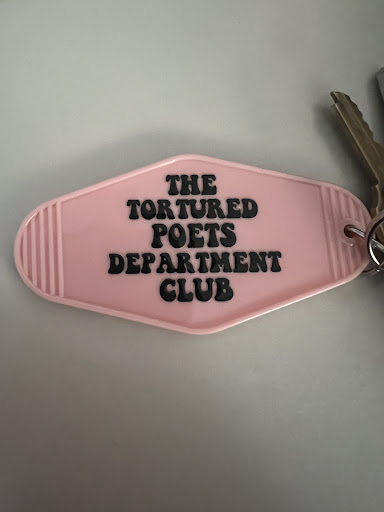 THE
TORTURED
POETS
DEPARTMENT
CLUB